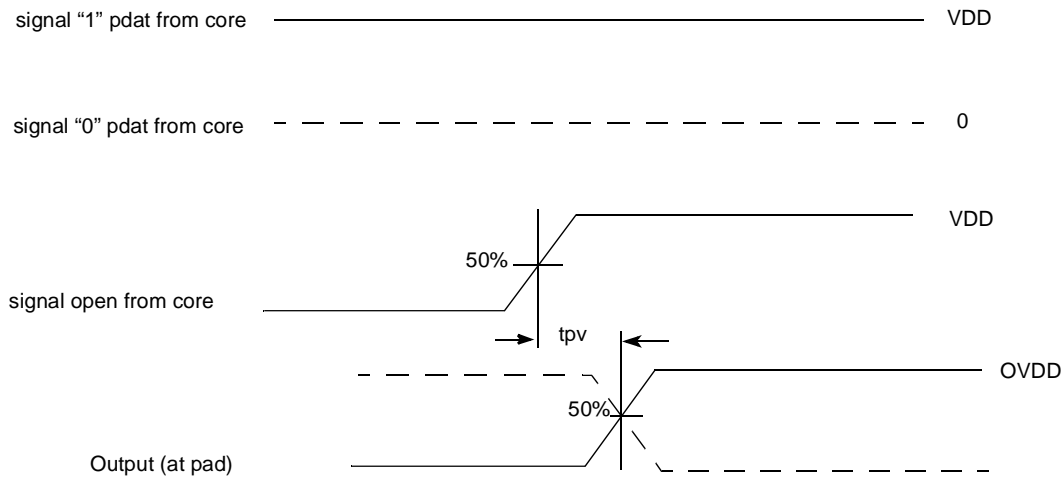 signal “1” pdat from core
VDD
signal “0” pdat from core
0
VDD
50%
signal open from core
tpv
OVDD
50%
Output (at pad)